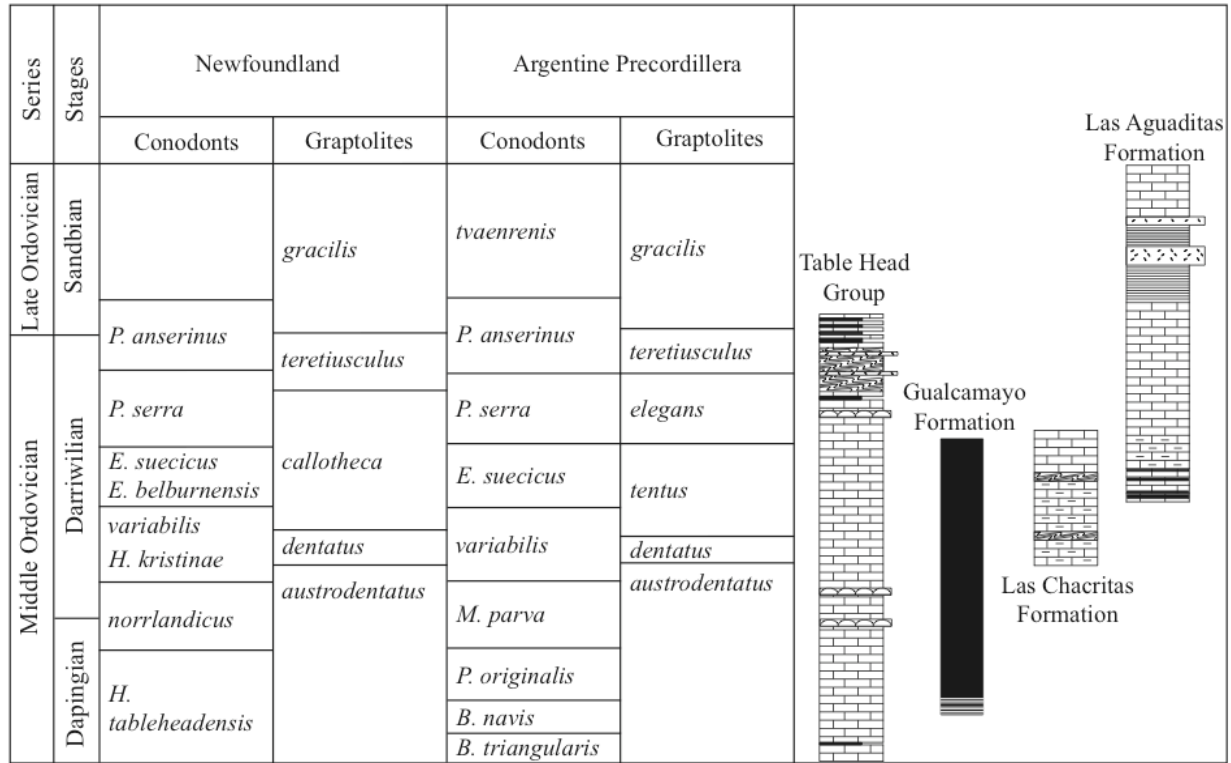 Series
Stages
Newfoundland
Argentine Precordillera
Conodonts
Graptolites
Conodonts
Graptolites
Late Ordovician
Middle Ordovician
Sandbian
Darriwilian
Dapingian
P. anserinus
P. serra
E. suecicus
E. belburnensis
variabilis
H. kristinae
norrlandicus
H.
tableheadensis
gracilis
teretiusculus
callotheca
dentatus
austrodentatus
tvaenrenis
P. anserinus
P. serra
E. suecicus
variabilis
M. parva
P. originalis
B. navis
B. triangularis
gracilis
teretiusculus
elegans
tentus
dentatus
austrodentatus
Table Head
Group
Gualcamayo
Formation
Las Chacritas
Formation
Las Aguaditas
Formation